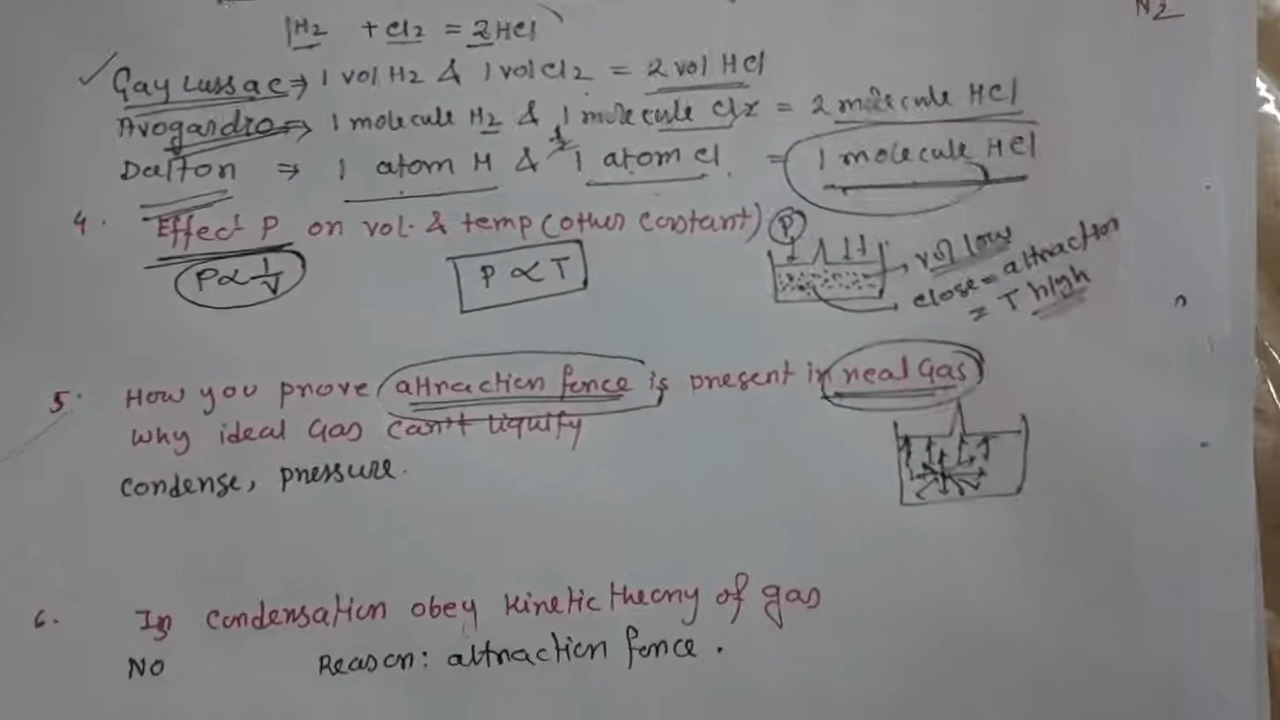 N2
1H2 + Cl2 = 2HCl
Gay Lussac ⇒ 1 vol H2 & 1 vol Cl2 = 2 vol HCl
Avogardro ⇒ 1 molecule H2 & 1 molecule Cl2 = 2 molecule HCl
Dalton ⇒ 1 atom H & 1 atom Cl = 1 molecule HCl
4. Effect P on vol. & temp (other constant) P
P ∝ 1/V P ∝ T
vol low
close = attraction
= T high
5. How you prove attraction force is present in real Gas
Why ideal Gas can't liquify
condense, pressure.
6. Is condensation obey kinetic theory of gas
NO Reason: attraction force.